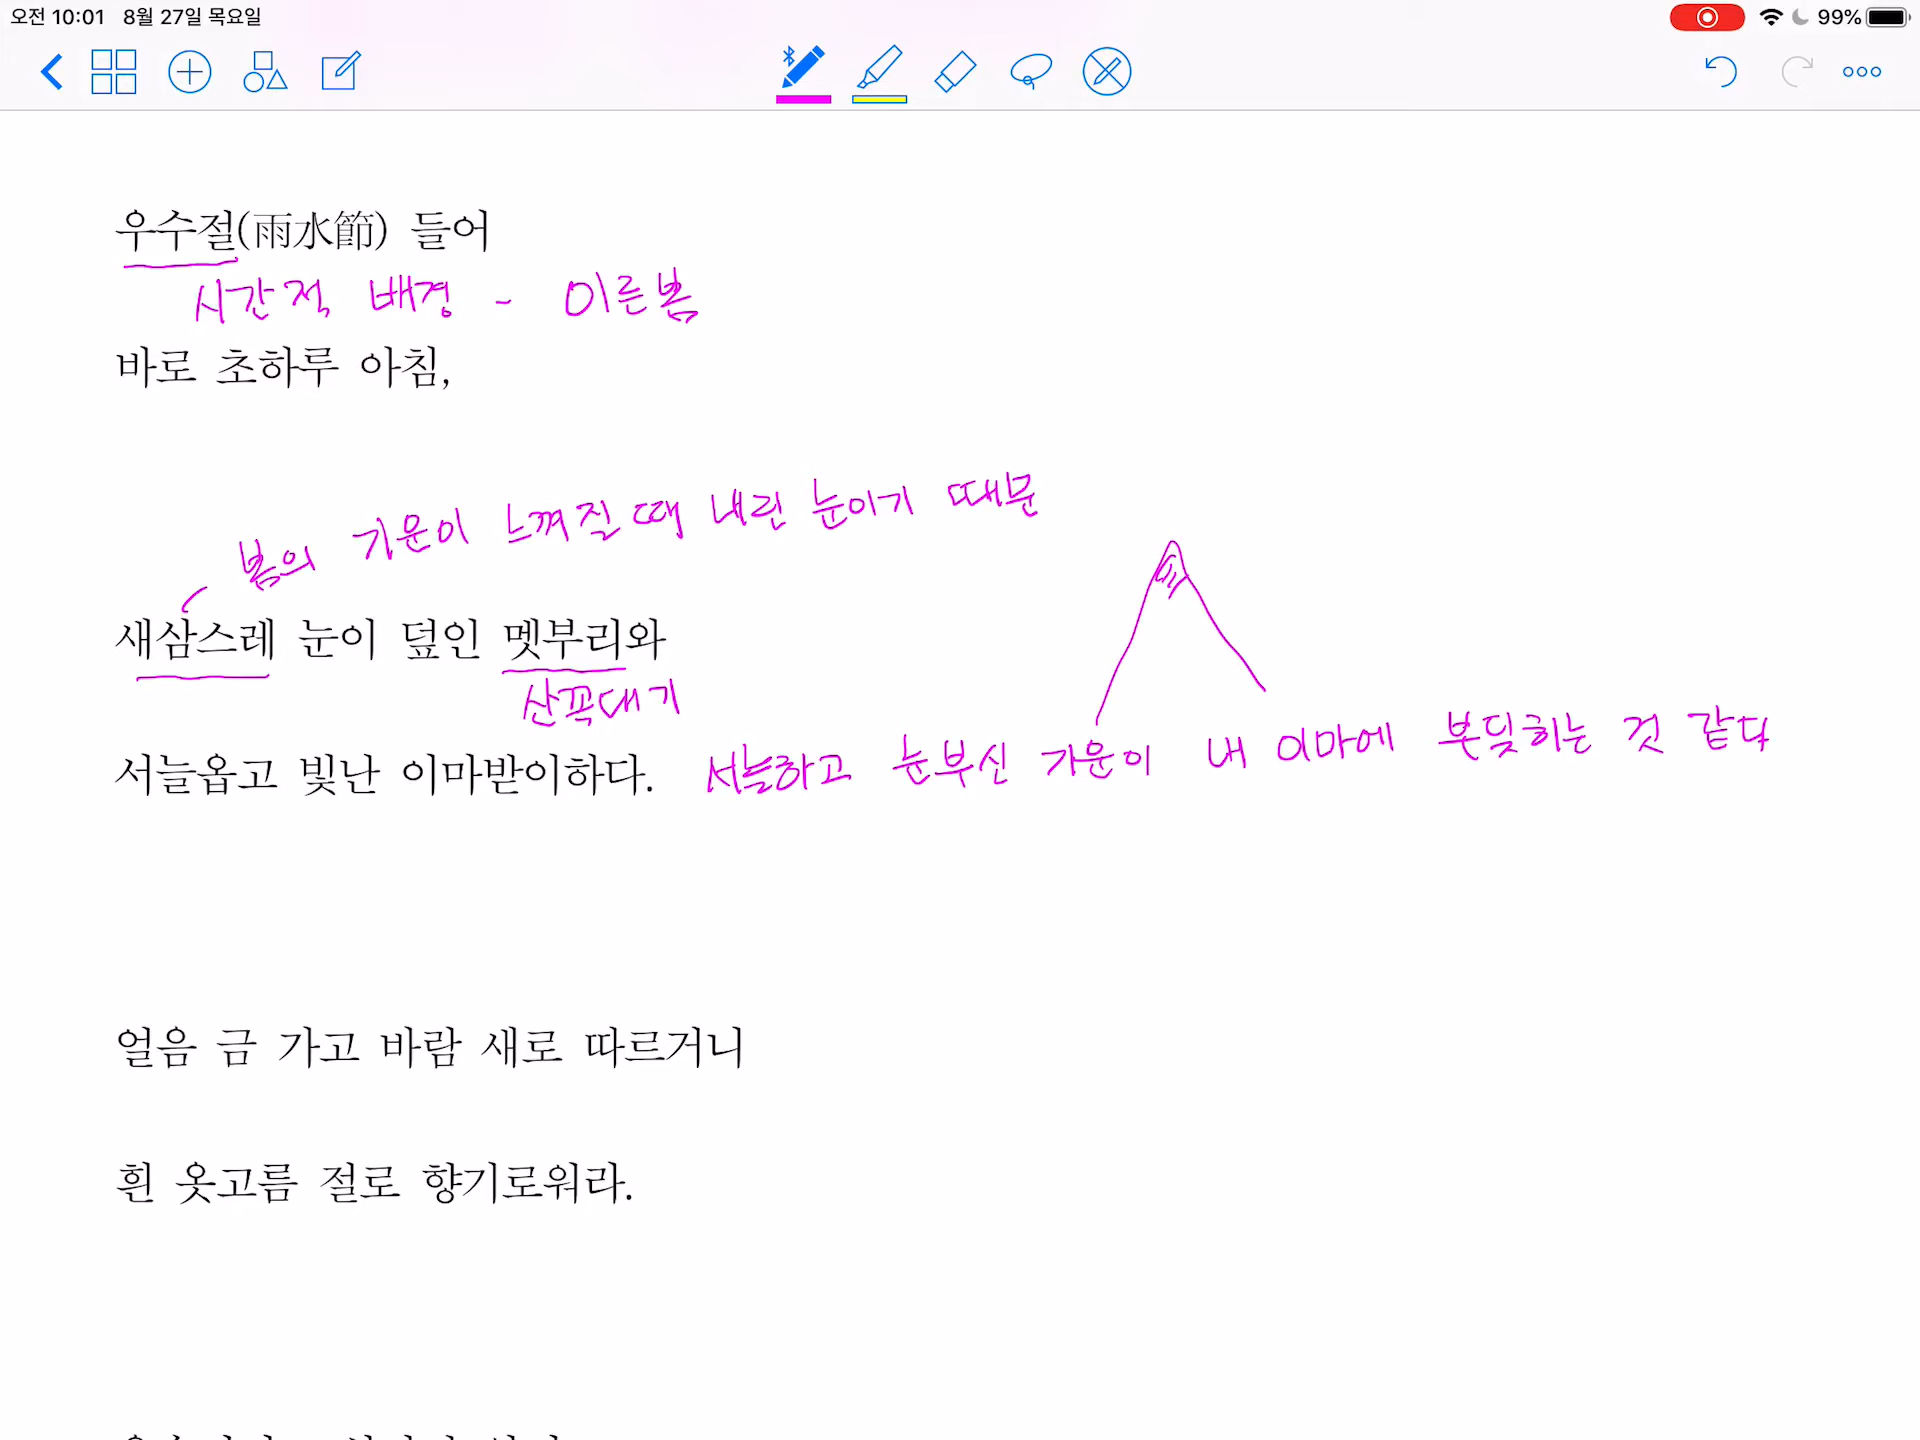 오전 10:01 8월 27일 목요일
99%
우수절(雨水節) 들어
시간적 배경 - 이른봄
바로 초하루 아침,
봄의 기운이 느껴질 때 내린 눈이기 때문
새삼스레 눈이 덮인 멧부리와
산꼭대기
서늘옵고 빛난 이마받이하다. 서늘하고 눈부신 기운이 내 이마에 부딪히는 것 같다
얼음 금 가고 바람 새로 따르거니
흰 옷고름 절로 향기로워라.